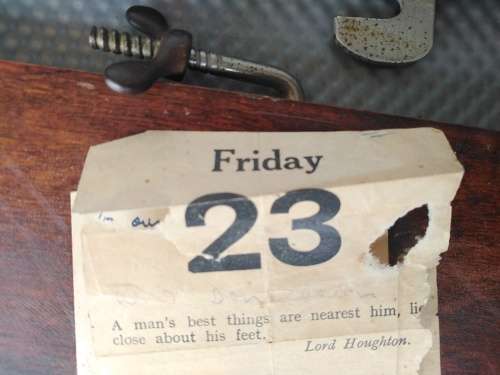 Friday
23
A man's best things are nearest him,
close about his feet.
Lord Houghton.